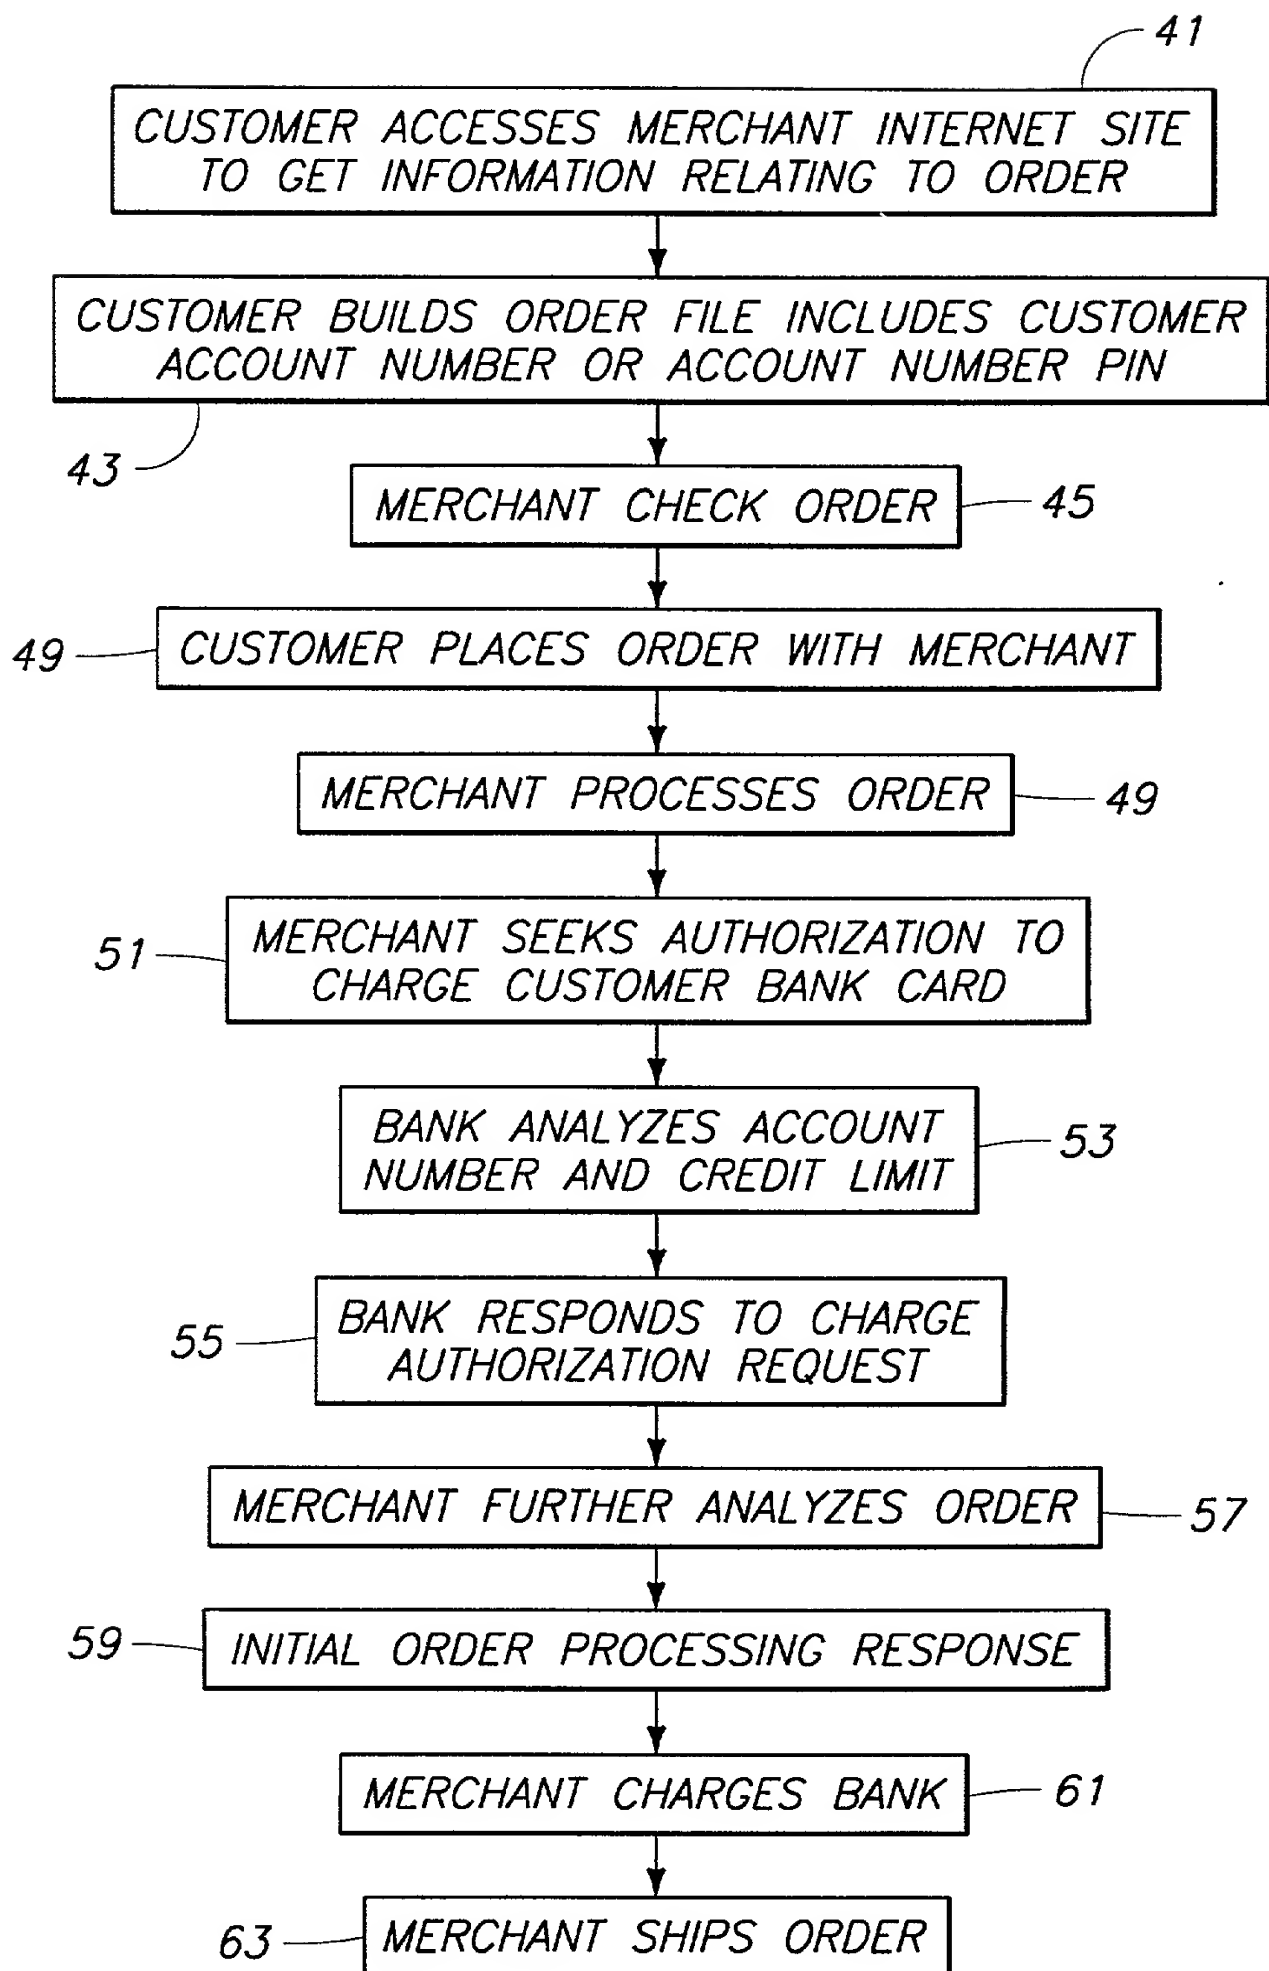 41
CUSTOMER ACCESSES MERCHANT INTERNET SITE
TO GET INFORMATION RELATING TO ORDER
CUSTOMER BUILDS ORDER FILE INCLUDES CUSTOMER
ACCOUNT NUMBER OR ACCOUNT NUMBER PIN
43
MERCHANT CHECK ORDER
45
49
CUSTOMER PLACES ORDER WITH MERCHANT
MERCHANT PROCESSES ORDER
49
51
MERCHANT SEEKS AUTHORIZATION TO
CHARGE CUSTOMER BANK CARD
BANK ANALYZES ACCOUNT
NUMBER AND CREDIT LIMIT
53
55
BANK RESPONDS TO CHARGE
AUTHORIZATION REQUEST
MERCHANT FURTHER ANALYZES ORDER
57
59
INITIAL ORDER PROCESSING RESPONSE
MERCHANT CHARGES BANK
61
63
MERCHANT SHIPS ORDER